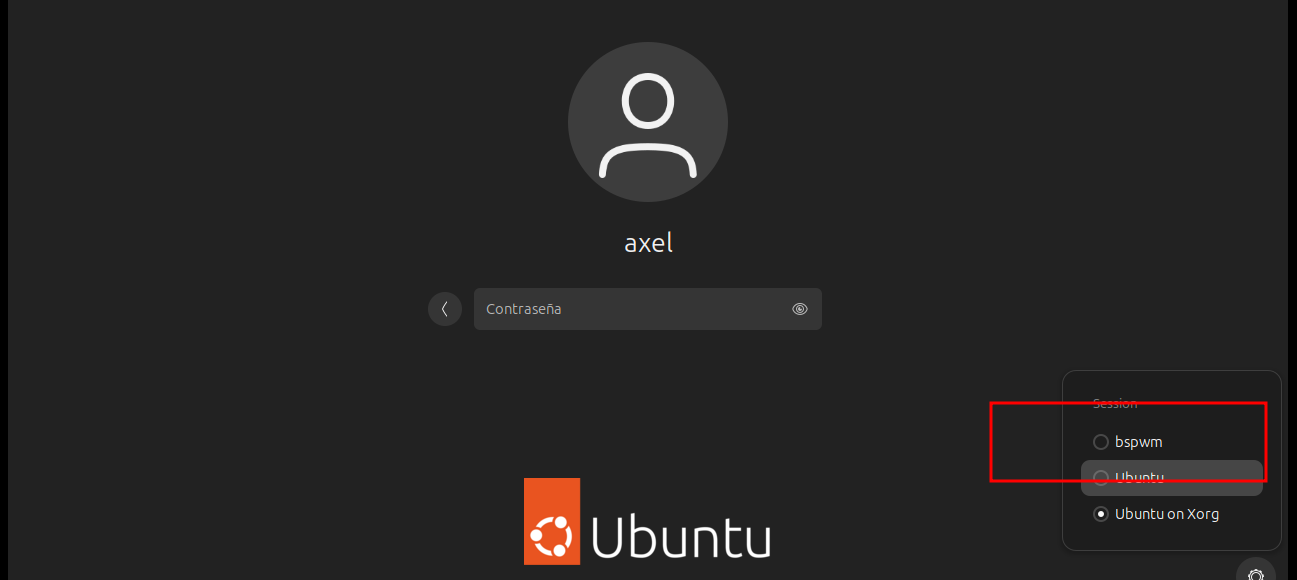 axel
Contraseña
Session
bspwm
Ubuntu
Ubuntu on Xorg
Ubuntu